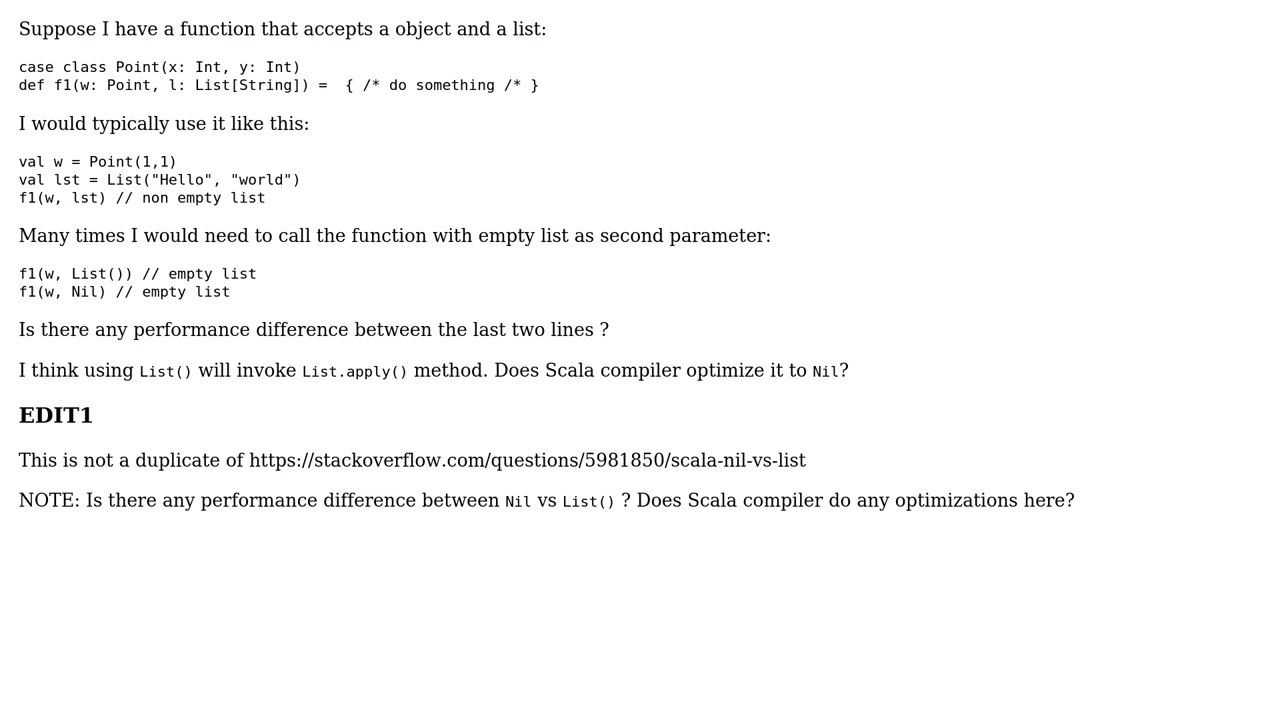 Suppose I have a function that accepts a object and a list:
case class Point(x: Int, y: Int)
def f1(w: Point, l: List[String]) =  { /* do something /* }
I would typically use it like this:
val w = Point(1,1)
val lst = List("Hello", "world")
f1(w, lst) // non empty list
Many times I would need to call the function with empty list as second parameter:
f1(w, List()) // empty list
f1(w, Nil) // empty list
Is there any performance difference between the last two lines ?
I think using List() will invoke List.apply() method. Does Scala compiler optimize it to Nil?
EDIT1
This is not a duplicate of https://stackoverflow.com/questions/5981850/scala-nil-vs-list
NOTE: Is there any performance difference between Nil vs List() ? Does Scala compiler do any optimizations here?